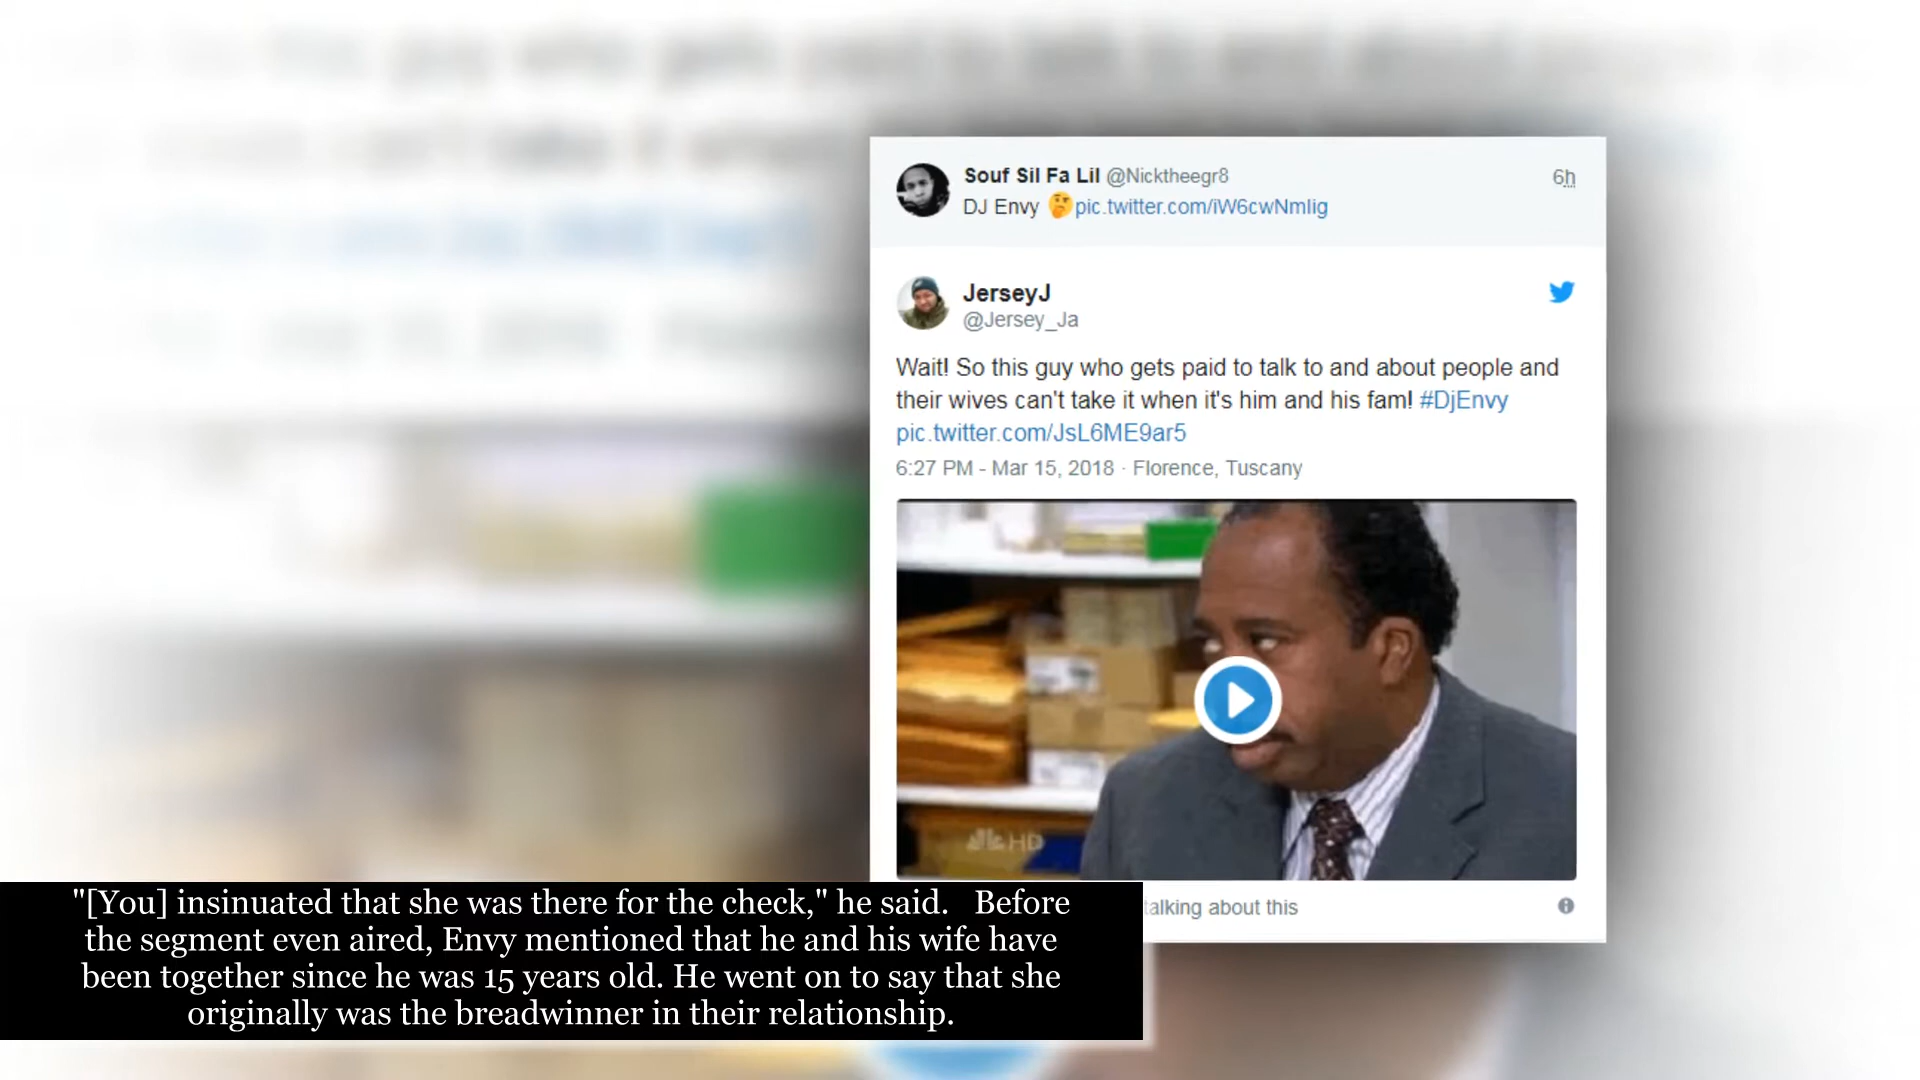 Souf Sil Fa Lil @Nicktheegr8 6h
DJ Envy 🤔pic.twitter.com/iW6cwNmlig
JerseyJ
@Jersey_Ja
Wait! So this guy who gets paid to talk to and about people and
their wives can't take it when it's him and his fam! #DjEnvy
pic.twitter.com/JsL6ME9ar5
6:27 PM - Mar 15, 2018 · Florence, Tuscany
HD
talking about this
"[You] insinuated that she was there for the check," he said. Before
the segment even aired, Envy mentioned that he and his wife have
been together since he was 15 years old. He went on to say that she
originally was the breadwinner in their relationship.